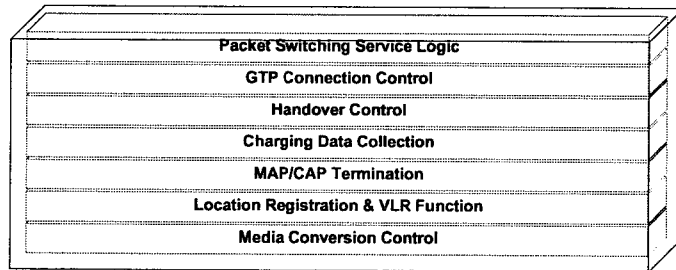 Packet Switching Service Logic
GTP Connection Control
Handover Control
Charging Data Collection
MAP/CAP Termination
Location Registration & VLR Function
Media Conversion Control